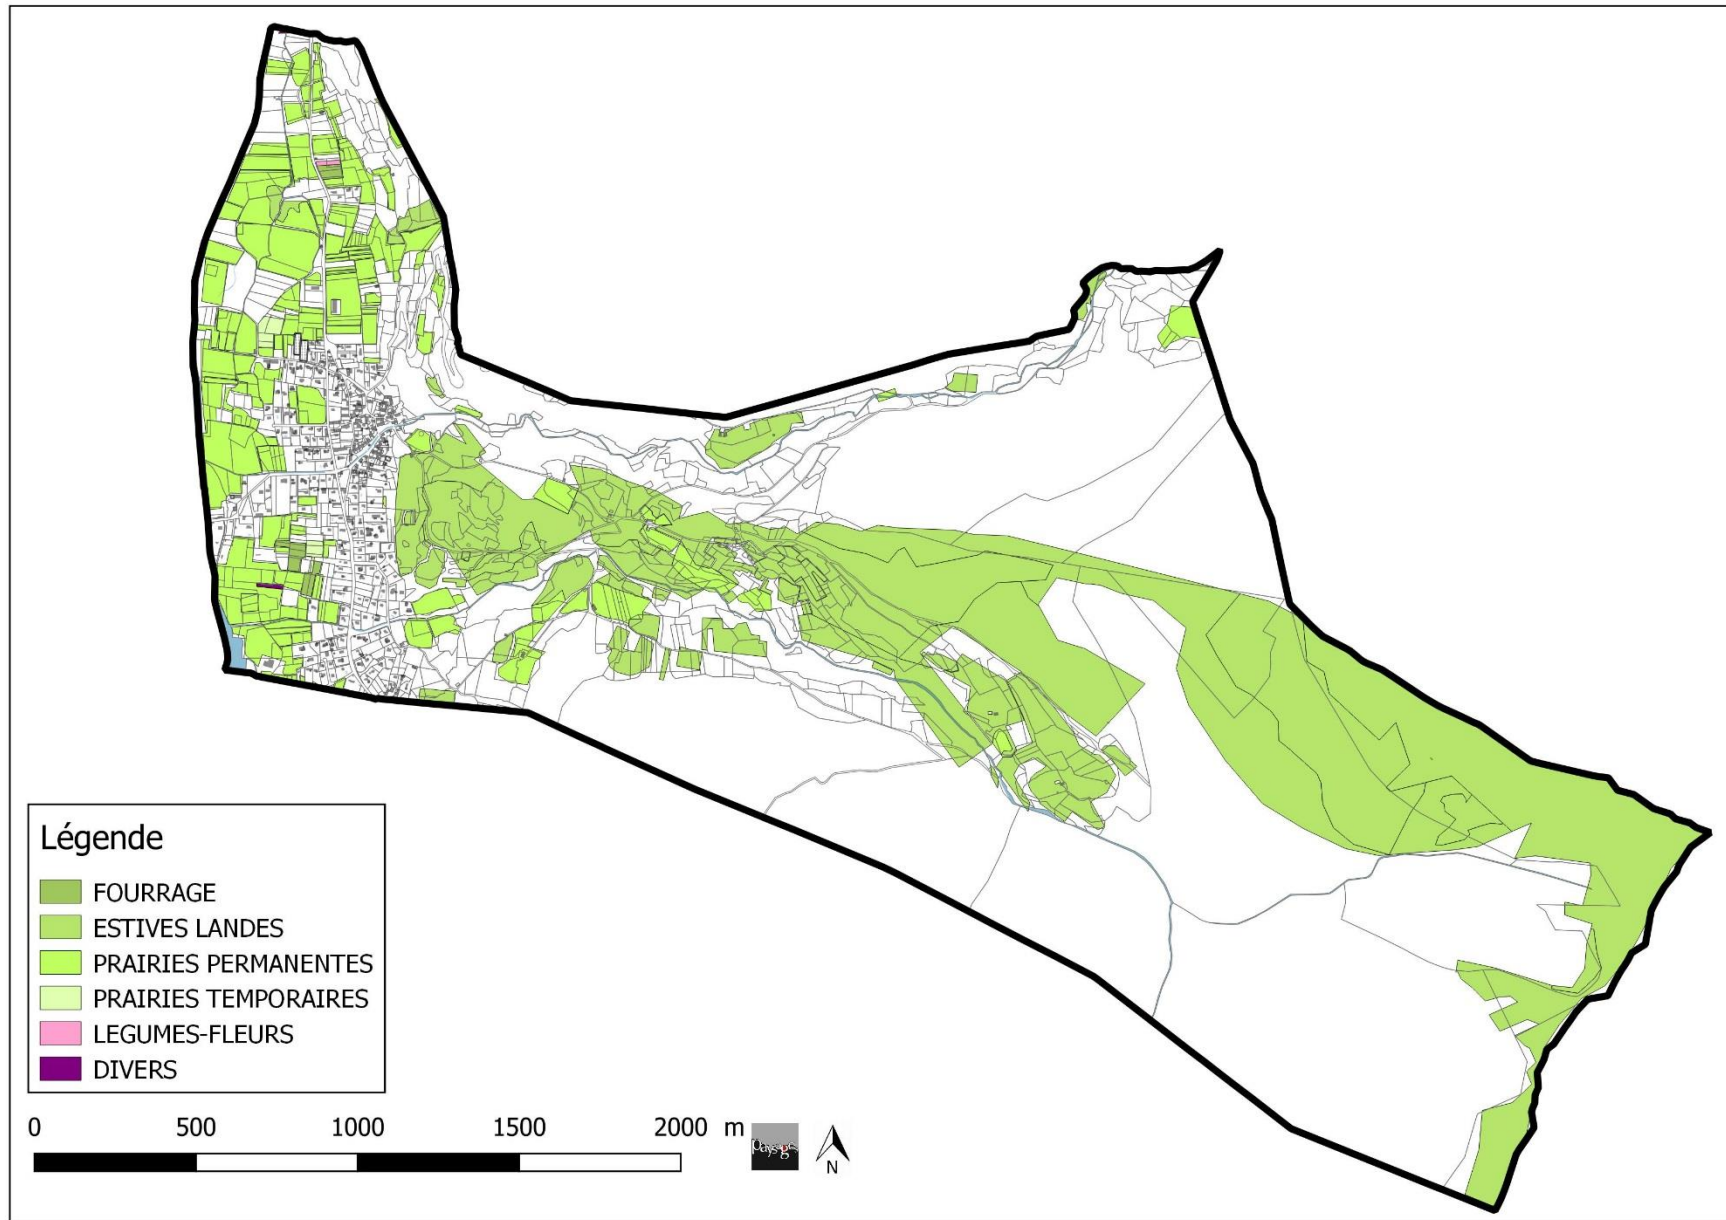 Légende
FOURRAGE
ESTIVES LANDES
PRAIRIES PERMANENTES
PRAIRIES TEMPORAIRES
LEGUMES-FLEURS
DIVERS
0 500 1000 1500 2000 m
N